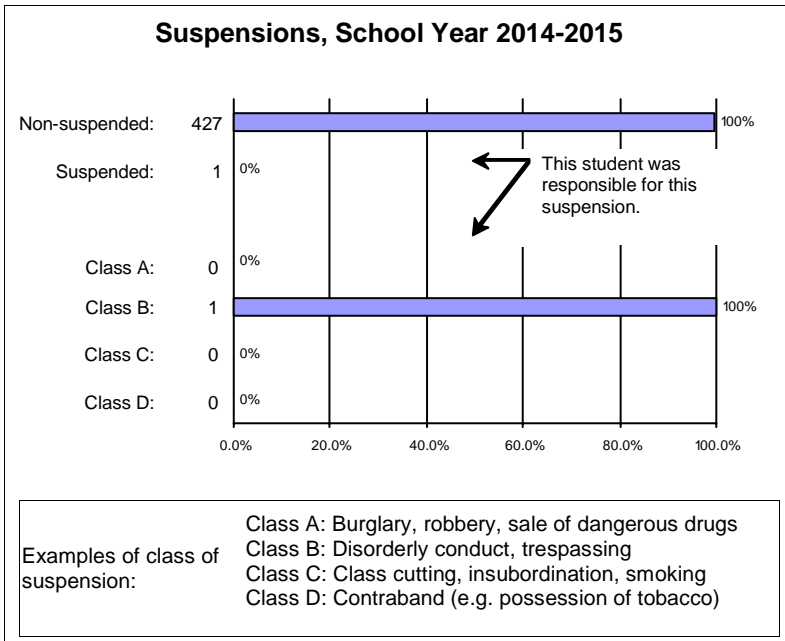 Suspensions, School Year 2014-2015
Non-suspended: 427 100%
Suspended: 1 0%
This student was
responsible for this
suspension.
Class A: 0 0%
Class B: 1 100%
Class C: 0 0%
Class D: 0 0%
0.0% 20.0% 40.0% 60.0% 80.0% 100.0%
Examples of class of
suspension:
Class A: Burglary, robbery, sale of dangerous drugs
Class B: Disorderly conduct, trespassing
Class C: Class cutting, insubordination, smoking
Class D: Contraband (e.g. possession of tobacco)